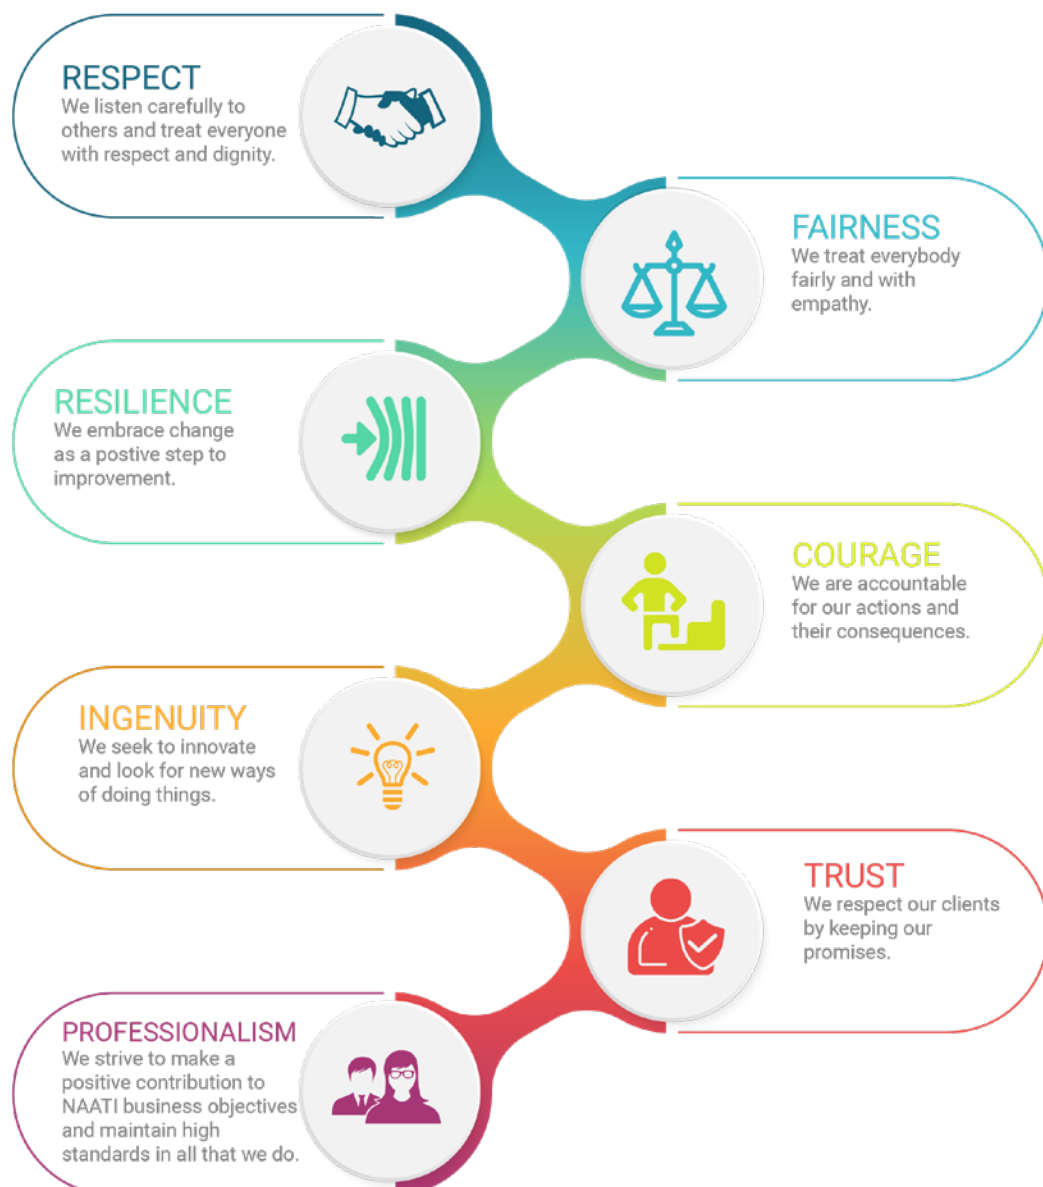 RESPECT
We listen carefully to
others and treat everyone
with respect and dignity.
FAIRNESS
We treat everybody
fairly and with
empathy.
RESILIENCE
We embrace change
as a postive step to
improvement.
COURAGE
We are accountable
for our actions and
their consequences.
INGENUITY
We seek to innovate
and look for new ways
of doing things.
TRUST
We respect our clients
by keeping our
promises.
PROFESSIONALISM
We strive to make a
positive contribution to
NAATI business objectives
and maintain high
standards in all that we do.